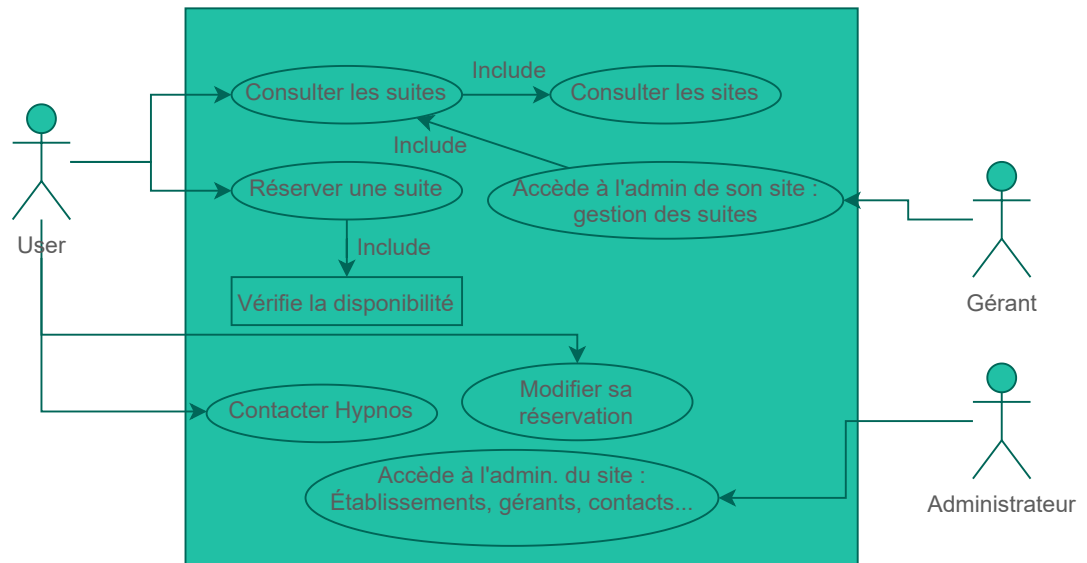 Include
Consulter les suites
Consulter les sites
Include
Réserver une suite
Accède à l'admin de son site :
gestion des suites
User
Include
Vérifie la disponibilité
Gérant
Modifier sa
réservation
Contacter Hypnos
Accède à l'admin. du site :
Établissements, gérants, contacts...
Administrateur